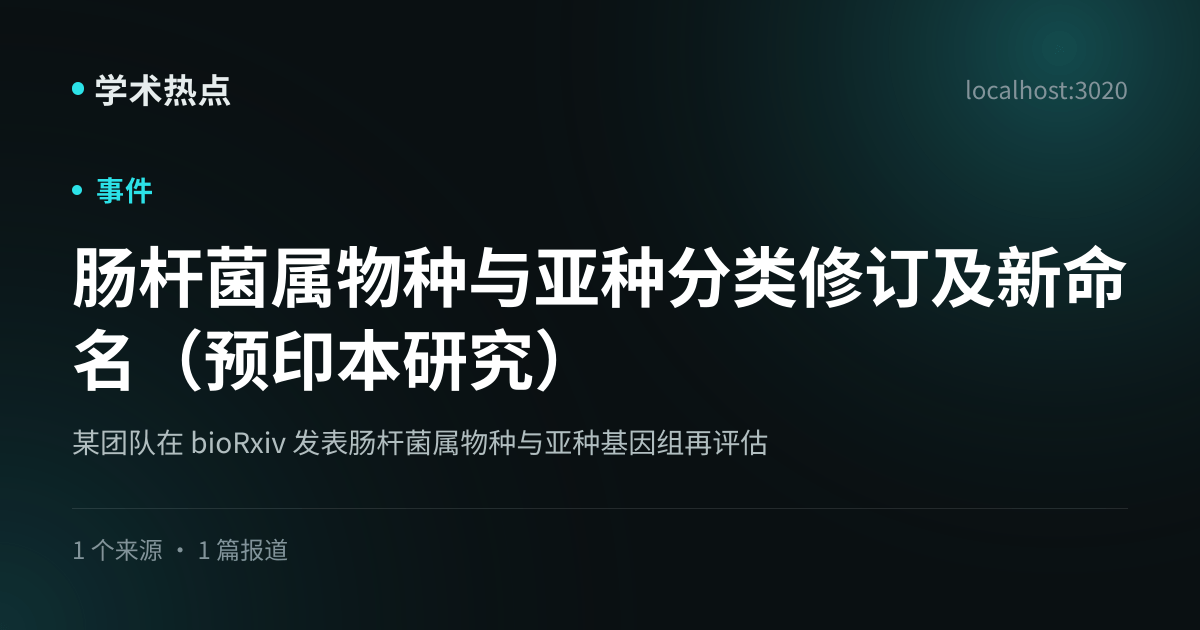 学术热点
localhost:3020
事件
肠杆菌属物种与亚种分类修订及新命
名（预印本研究）
某团队在 bioRxiv 发表肠杆菌属物种与亚种基因组再评估
1 个来源 · 1 篇报道